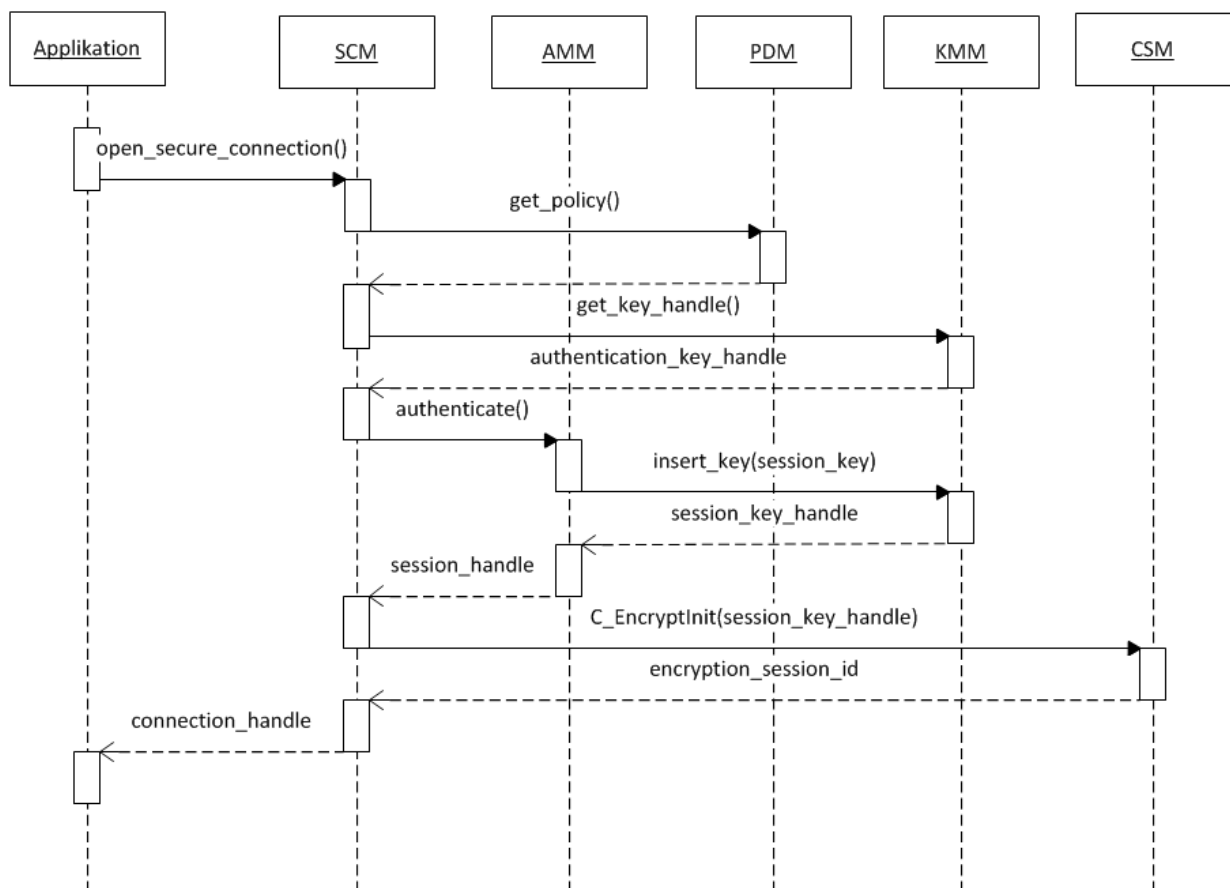 Applikation
SCM
AMM
PDM
KMM
CSM
open_secure_connection()
get_policy()
get_key_handle()
authentication_key_handle
authenticate()
insert_key(session_key)
session_key_handle
session_handle
C_EncryptInit(session_key_handle)
encryption_session_id
connection_handle